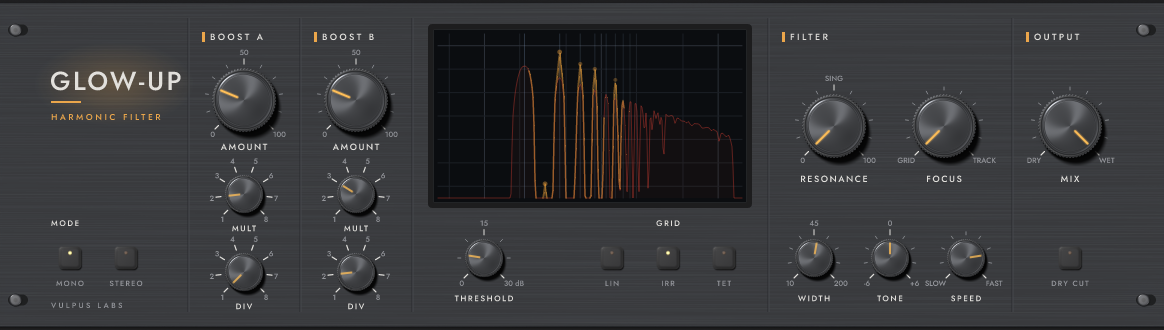 GLOW-UP
HARMONIC FILTER
MODE
MONO STEREO
VULPUS LABS
BOOST A
50
0 100
AMOUNT
4 5
3 6
2 7
1 8
MULT
4 5
3 6
2 7
1 8
DIV
BOOST B
50
0 100
AMOUNT
4 5
3 6
2 7
1 8
MULT
4 5
3 6
2 7
1 8
DIV
15
0 30 dB
THRESHOLD
GRID
LIN IRR TET
FILTER
SING
0 100
RESONANCE
GRID TRACK
FOCUS
45
10 200
WIDTH
0
-6 +6
TONE
SLOW FAST
SPEED
OUTPUT
DRY WET
MIX
DRY CUT